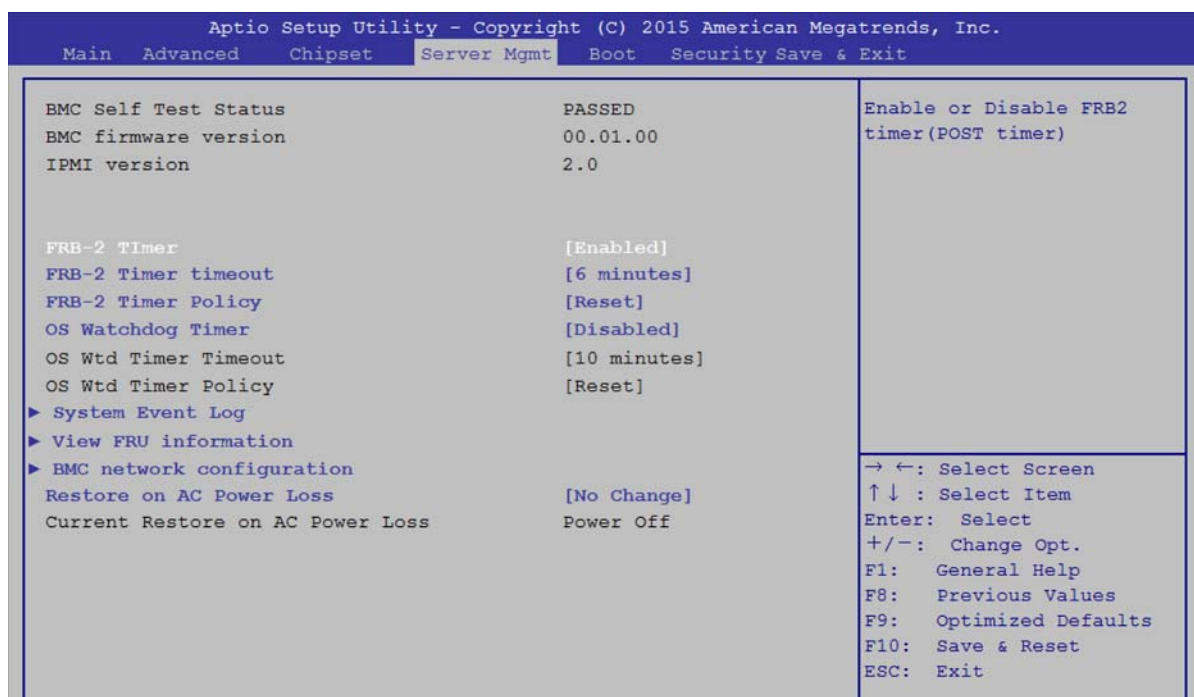 Aptio Setup Utility - Copyright (C) 2015 American Megatrends, Inc.
Main Advanced Chipset Server Mgmt Boot Security Save & Exit
BMC Self Test Status PASSED
BMC firmware version 00.01.00
IPMI version 2.0
FRB-2 TImer [Enabled]
FRB-2 Timer timeout [6 minutes]
FRB-2 Timer Policy [Reset]
OS Watchdog Timer [Disabled]
OS Wtd Timer Timeout [10 minutes]
OS Wtd Timer Policy [Reset]
► System Event Log
► View FRU information
► BMC network configuration
Restore on AC Power Loss [No Change]
Current Restore on AC Power Loss Power Off
Enable or Disable FRB2
timer(POST timer)
→ ←: Select Screen
↑↓ : Select Item
Enter: Select
+/-: Change Opt.
F1: General Help
F8: Previous Values
F9: Optimized Defaults
F10: Save & Reset
ESC: Exit